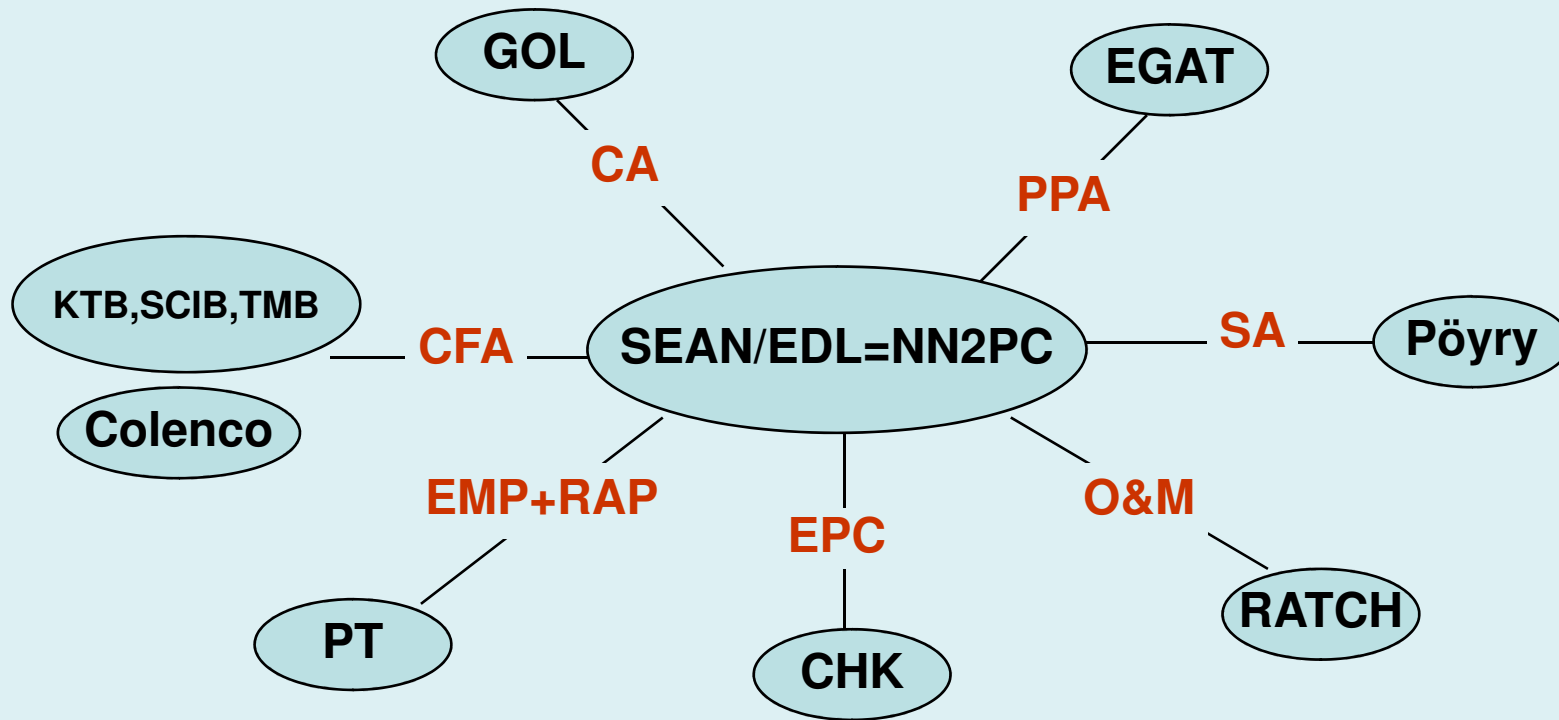 GOL
EGAT
CA
PPA
KTB,SCIB,TMB
CFA
SEAN/EDL=NN2PC
SA
Pöyry
Colenco
EMP+RAP
O&M
EPC
PT
CHK
RATCH